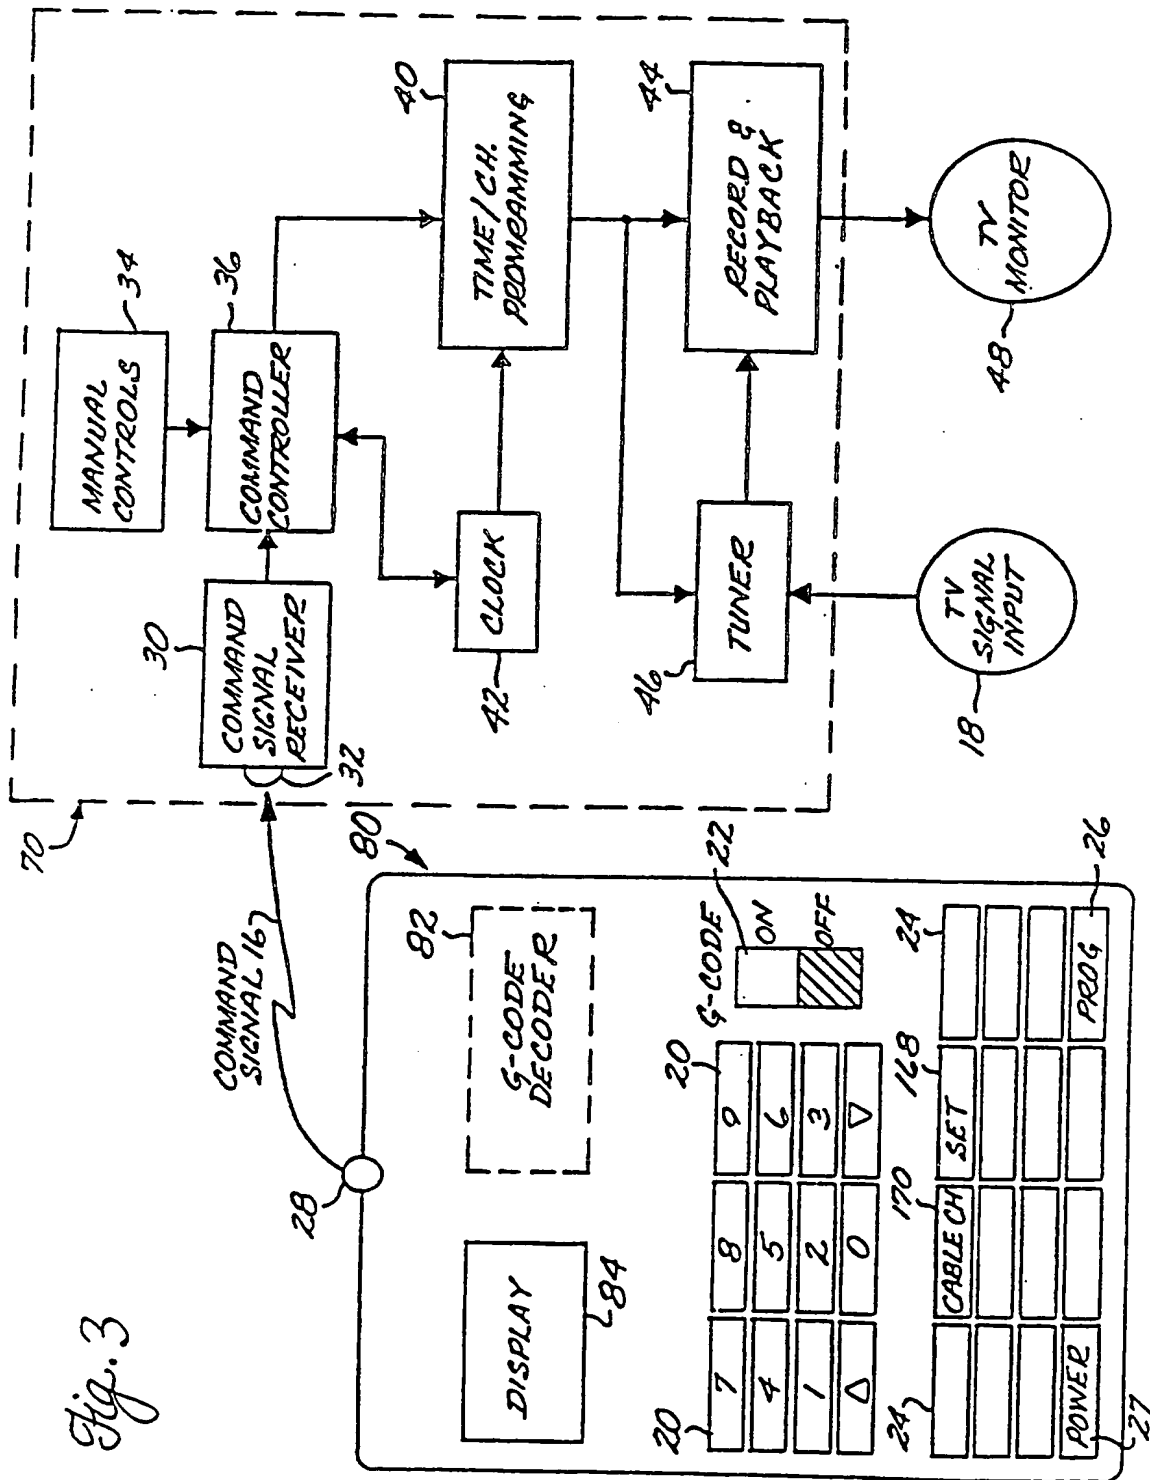 Fig. 3
28
COMMAND
SIGNAL 16
70
80
DISPLAY
84
G-CODE
DECODER
82
20
20
7
8
9
4
5
6
1
2
3
△
0
▽
G-CODE
ON
OFF
22
24
170
168
24
CABLE CH
SET
POWER
PROG
27
26
MANUAL
CONTROLS
34
30
COMMAND
SIGNAL
RECEIVER
32
COMMAND
CONTROLLER
36
CLOCK
42
TIME/CH.
PROMRAMMING
40
TUNER
46
RECORD &
PLAYBACK
44
TV
SIGNAL
INPUT
18
TV
MONITOR
48